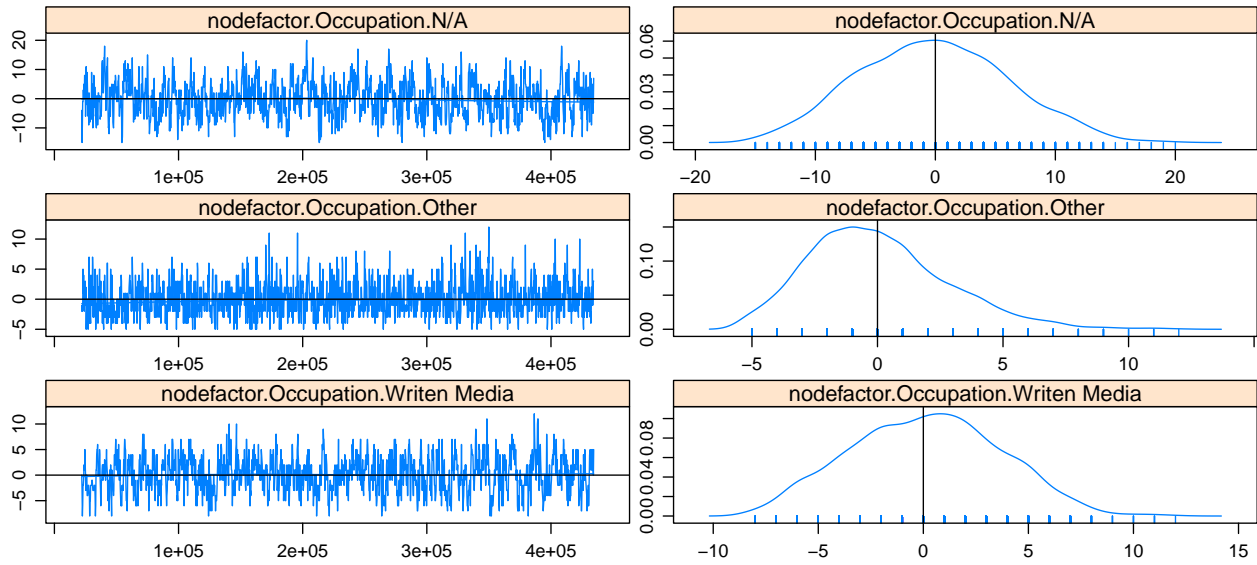 nodefactor.Occupation.N/A
20
10
0
−10
1e+05 2e+05 3e+05 4e+05
nodefactor.Occupation.N/A
0.06
0.03
0.00
−20 −10 0 10 20
nodefactor.Occupation.Other
10
5
0
−5
1e+05 2e+05 3e+05 4e+05
nodefactor.Occupation.Other
0.10
0.00
−5 0 5 10
nodefactor.Occupation.Writen Media
10
5
0
−5
1e+05 2e+05 3e+05 4e+05
nodefactor.Occupation.Writen Media
0.08
0.04
0.00
−10 −5 0 5 10 15